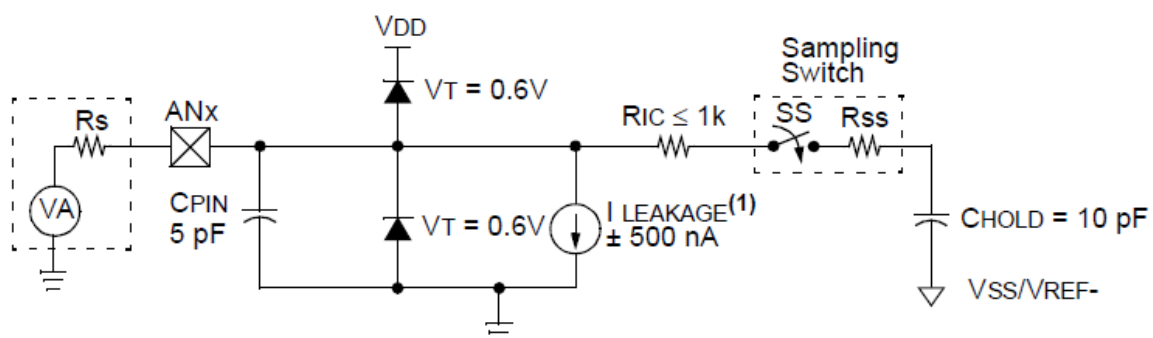 VDD
Sampling
Switch
VT = 0.6V
ANx
Rs
RIC ≤ 1k
SS
Rss
VA
CPIN
5 pF
VT = 0.6V
I LEAKAGE(1)
± 500 nA
CHOLD = 10 pF
VSS/VREF-